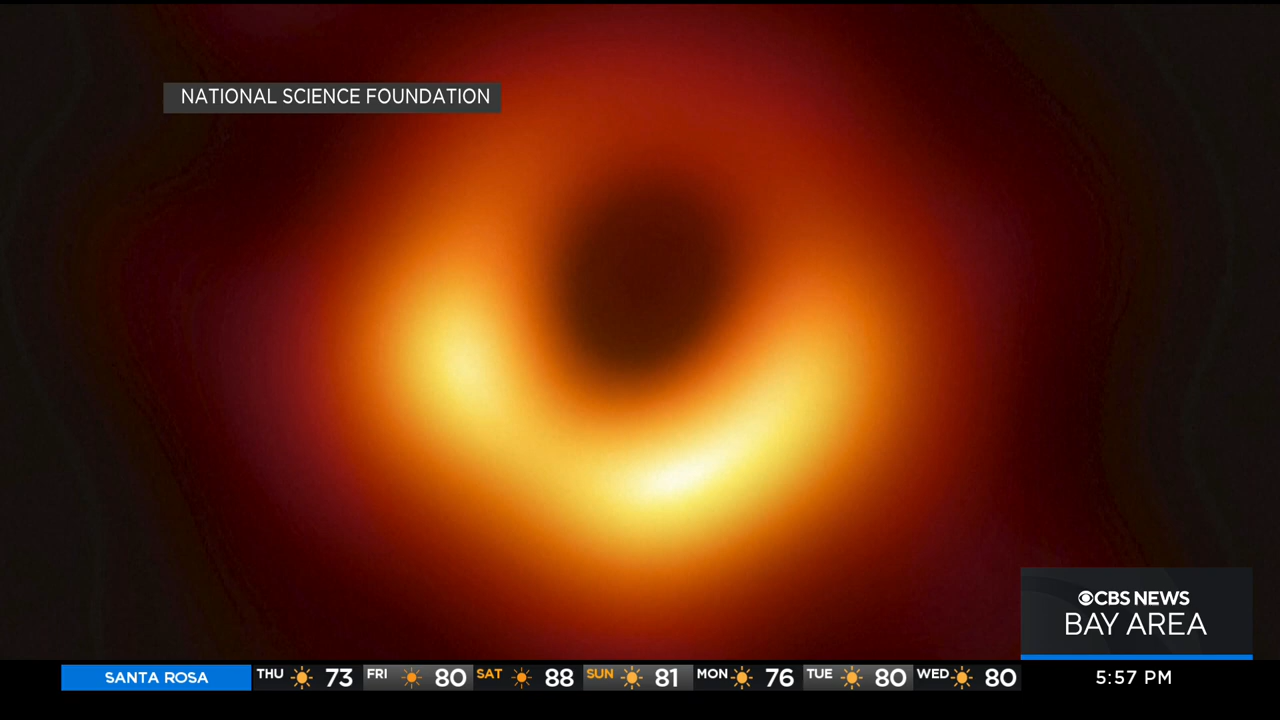 NATIONAL SCIENCE FOUNDATION
CBS NEWS
BAY AREA
SANTA ROSA THU 73 FRI 80 SAT 88 SUN 81 MON 76 TUE 80 WED 80 5:57 PM